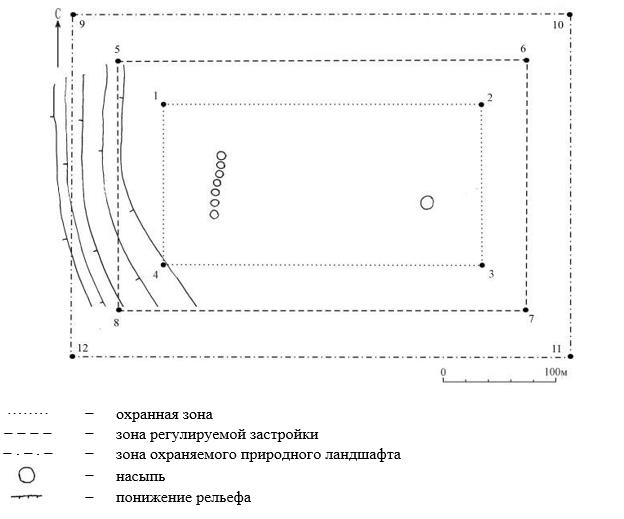 С
9
10
5
6
1
2
4
3
8
7
12
11
0
100м
– охранная зона
– зона регулируемой застройки
– зона охраняемого природного ландшафта
– насыпь
– понижение рельефа